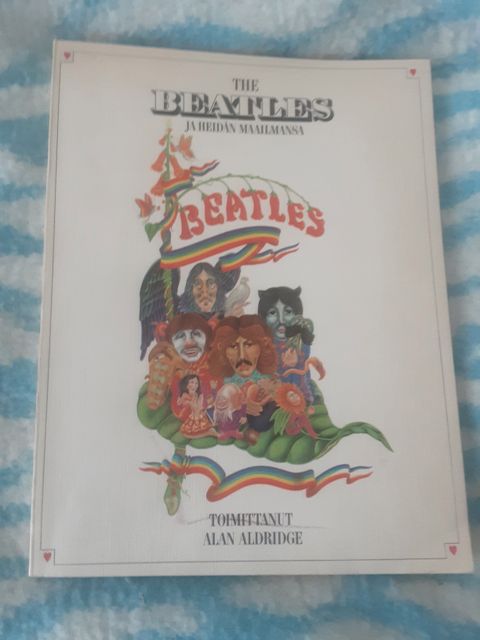 THE
BEATLES
JA HEIDÄN MAAILMANSA
BEATLES
TOIMITTANUT
ALAN ALDRIDGE